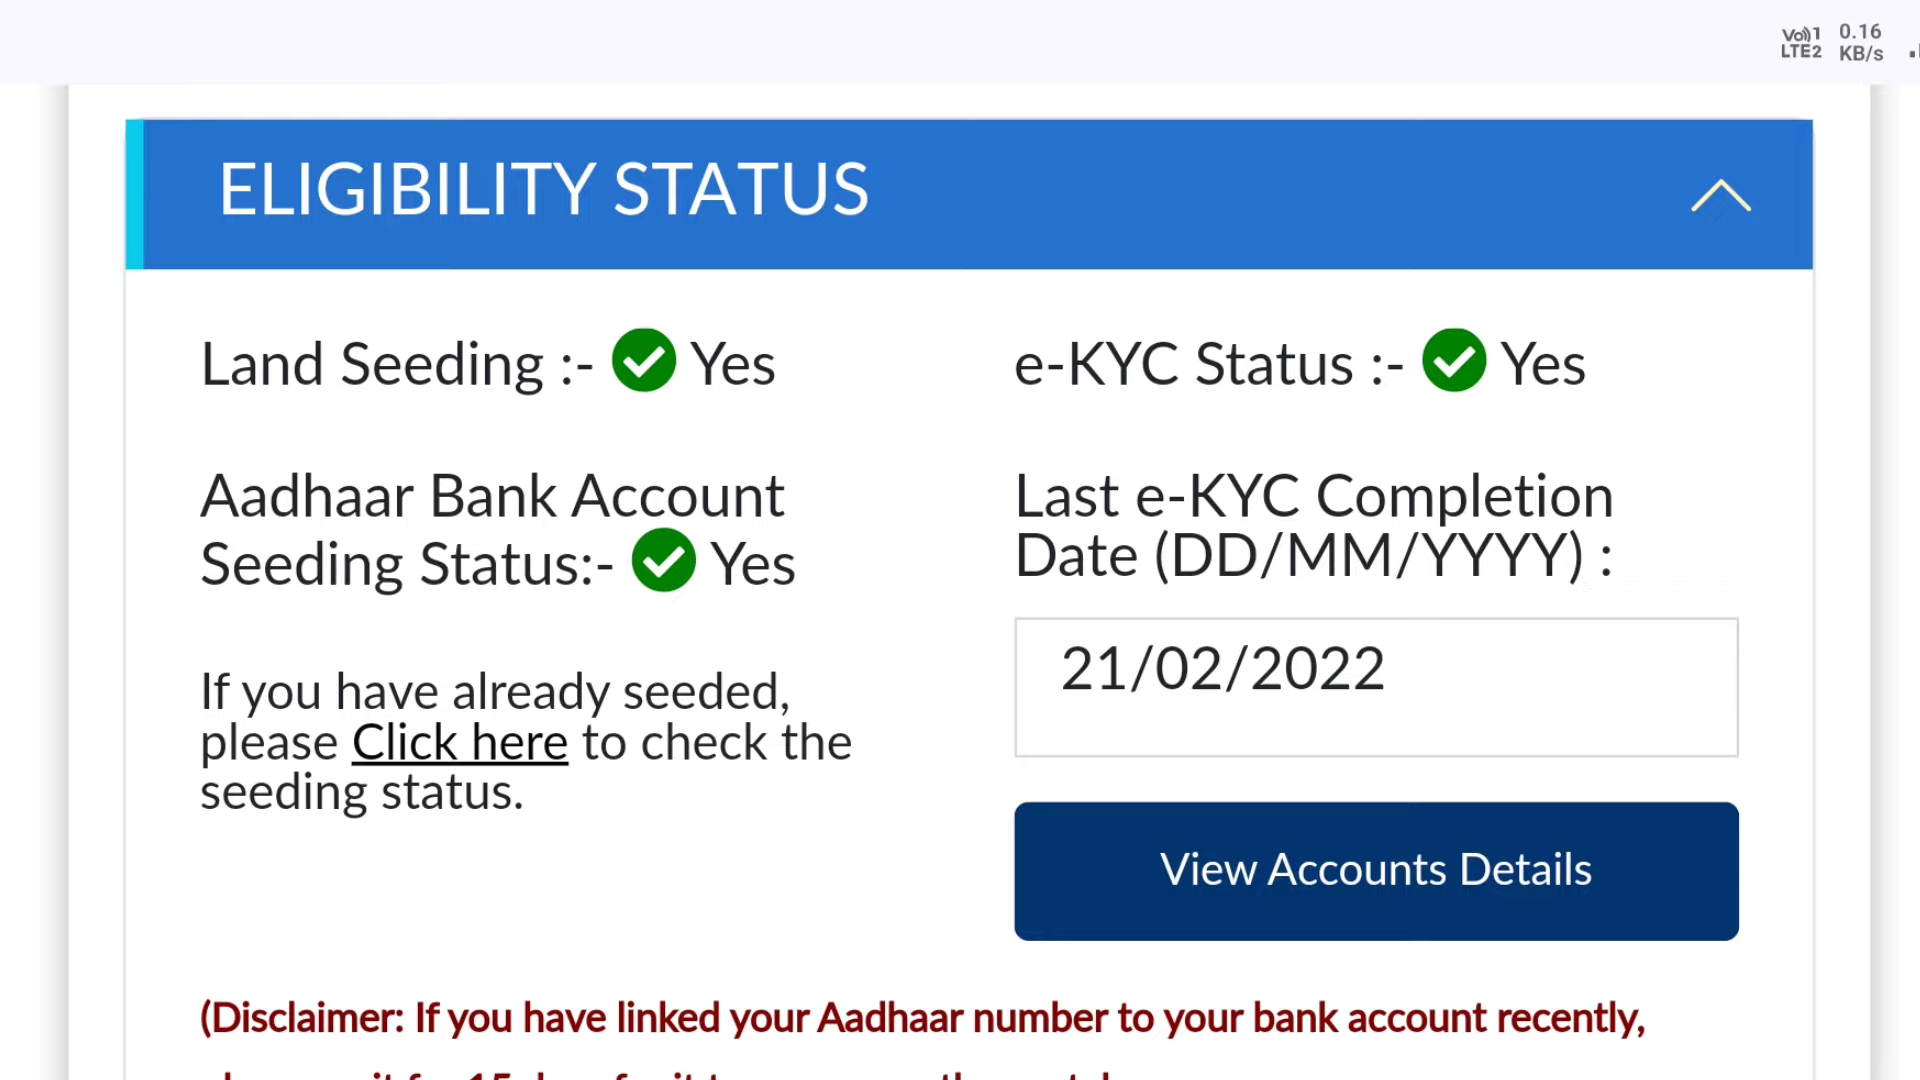 Vo))1 0.16
LTE2 KB/s
ELIGIBILITY STATUS
Land Seeding :- Yes
e-KYC Status :- Yes
Aadhaar Bank Account
Seeding Status:- Yes
Last e-KYC Completion
Date (DD/MM/YYYY) :
21/02/2022
If you have already seeded,
please Click here to check the
seeding status.
View Accounts Details
(Disclaimer: If you have linked your Aadhaar number to your bank account recently,